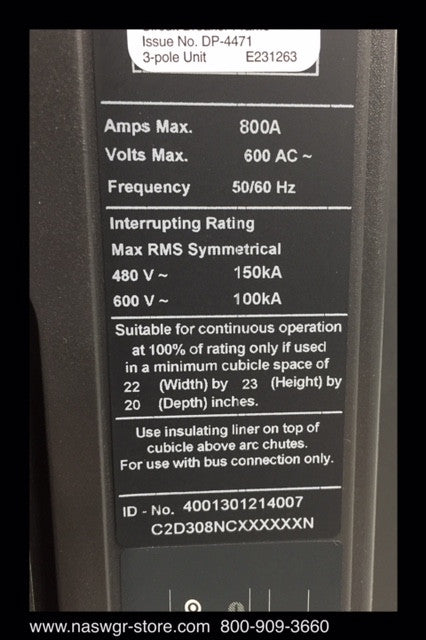 Issue No. DP-4471
3-pole Unit E231263
Amps Max. 800A
Volts Max. 600 AC ~
Frequency 50/60 Hz
Interrupting Rating
Max RMS Symmetrical
480 V ~ 150kA
600 V ~ 100kA
Suitable for continuous operation
at 100% of rating only if used
in a minimum cubicle space of
22 (Width) by 23 (Height) by
20 (Depth) inches.
Use insulating liner on top of
cubicle above arc chutes.
For use with bus connection only.
ID - No. 4001301214007
C2D308NCXXXXXXN
www.naswgr-store.com 800-909-3660